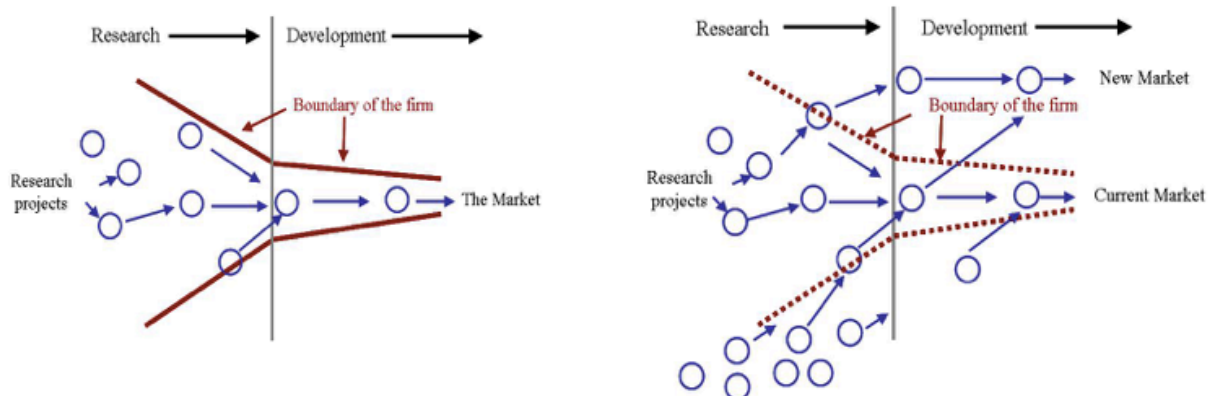 Research
Development
Boundary of the firm
Research
projects
The Market
Research
Development
New Market
Boundary of the firm
Research
projects
Current Market